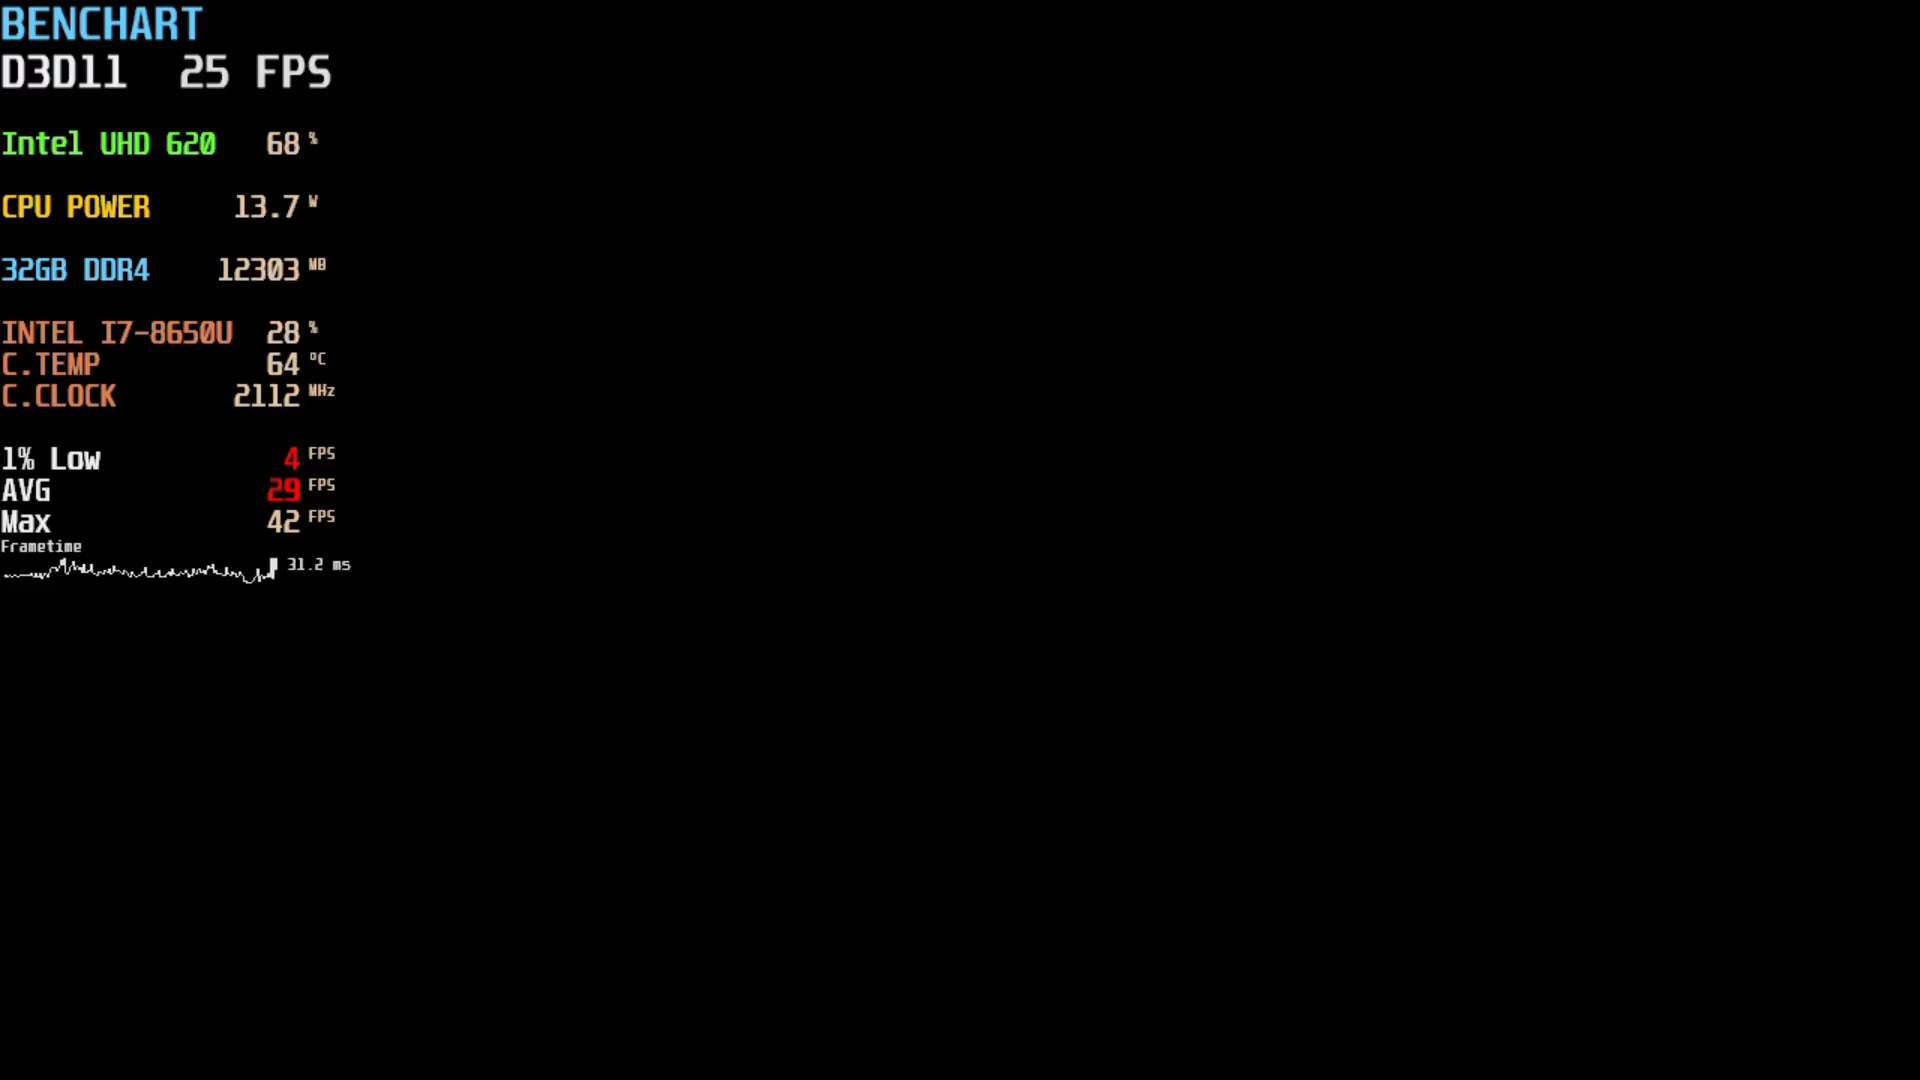 BENCHART
D3D11 25 FPS
Intel UHD 620 68 %
CPU POWER 13.7 W
32GB DDR4 12303 MB
INTEL I7-8650U 28 %
C.TEMP 64 °C
C.CLOCK 2112 MHz
1% Low 4 FPS
AVG 29 FPS
Max 42 FPS
Frametime
31.2 ms